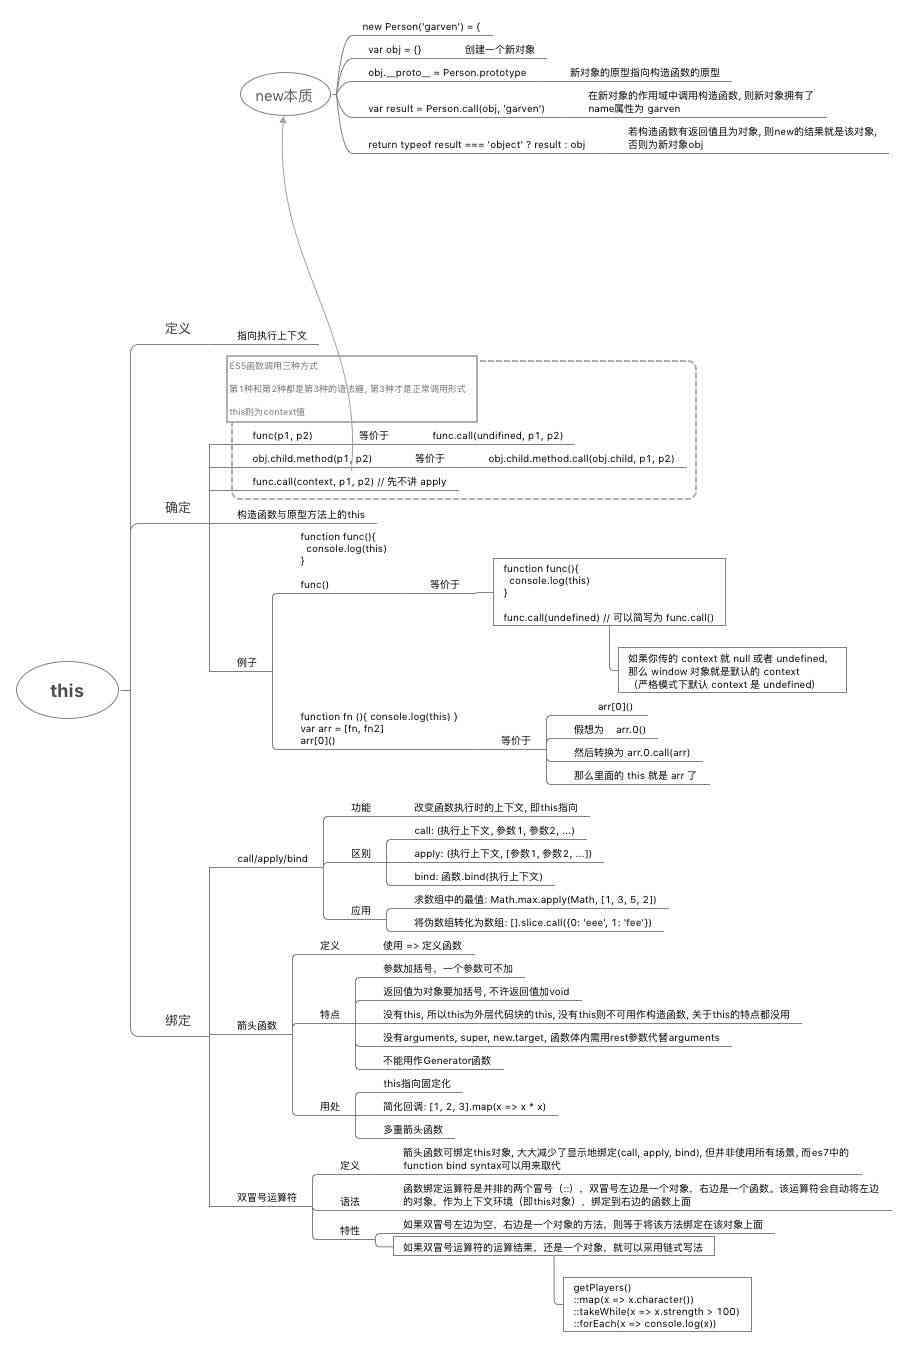 new Person('garven') = {
var obj = {} 创建一个新对象
obj.__proto__ = Person.prototype 新对象的原型指向构造函数的原型
new本质
var result = Person.call(obj, 'garven') 在新对象的作用域中调用构造函数, 则新对象拥有了
name属性为 garven
return typeof result === 'object' ? result : obj 若构造函数有返回值且为对象, 则new的结果就是该对象,
否则为新对象obj
定义
指向执行上下文
ES5函数调用三种方式
第1种和第2种都是第3种的语法糖, 第3种才是正常调用形式
this则为context值
func(p1, p2) 等价于 func.call(undifined, p1, p2)
obj.child.method(p1, p2) 等价于 obj.child.method.call(obj.child, p1, p2)
func.call(context, p1, p2) // 先不讲 apply
确定
构造函数与原型方法上的this
function func(){
console.log(this)
}
func() 等价于
function func(){
console.log(this)
}
func.call(undefined) // 可以简写为 func.call()
如果你传的 context 就 null 或者 undefined,
那么 window 对象就是默认的 context
（严格模式下默认 context 是 undefined）
例子
this
function fn (){ console.log(this) }
var arr = [fn, fn2]
arr[0]()
等价于
arr[0]()
假想为 arr.0()
然后转换为 arr.0.call(arr)
那么里面的 this 就是 arr 了
call/apply/bind
功能 改变函数执行时的上下文, 即this指向
区别
call: (执行上下文, 参数1, 参数2, ...)
apply: (执行上下文, [参数1, 参数2, ...])
bind: 函数.bind(执行上下文)
应用
求数组中的最值: Math.max.apply(Math, [1, 3, 5, 2])
将伪数组转化为数组: [].slice.call({0: 'eee', 1: 'fee'})
绑定
箭头函数
定义 使用 => 定义函数
特点
参数加括号，一个参数可不加
返回值为对象要加括号, 不许返回值加void
没有this, 所以this为外层代码块的this, 没有this则不可用作构造函数, 关于this的特点都没用
没有arguments, super, new.target, 函数体内需用rest参数代替arguments
不能用作Generator函数
用处
this指向固定化
简化回调: [1, 2, 3].map(x => x * x)
多重箭头函数
双冒号运算符
定义
箭头函数可绑定this对象, 大大减少了显示地绑定(call, apply, bind), 但并非使用所有场景, 而es7中的
function bind syntax可以用来取代
语法
函数绑定运算符是并排的两个冒号（::），双冒号左边是一个对象，右边是一个函数。该运算符会自动将左边
的对象，作为上下文环境（即this对象），绑定到右边的函数上面
特性
如果双冒号左边为空，右边是一个对象的方法，则等于将该方法绑定在该对象上面
如果双冒号运算符的运算结果，还是一个对象，就可以采用链式写法
getPlayers()
::map(x => x.character())
::takeWhile(x => x.strength > 100)
::forEach(x => console.log(x))